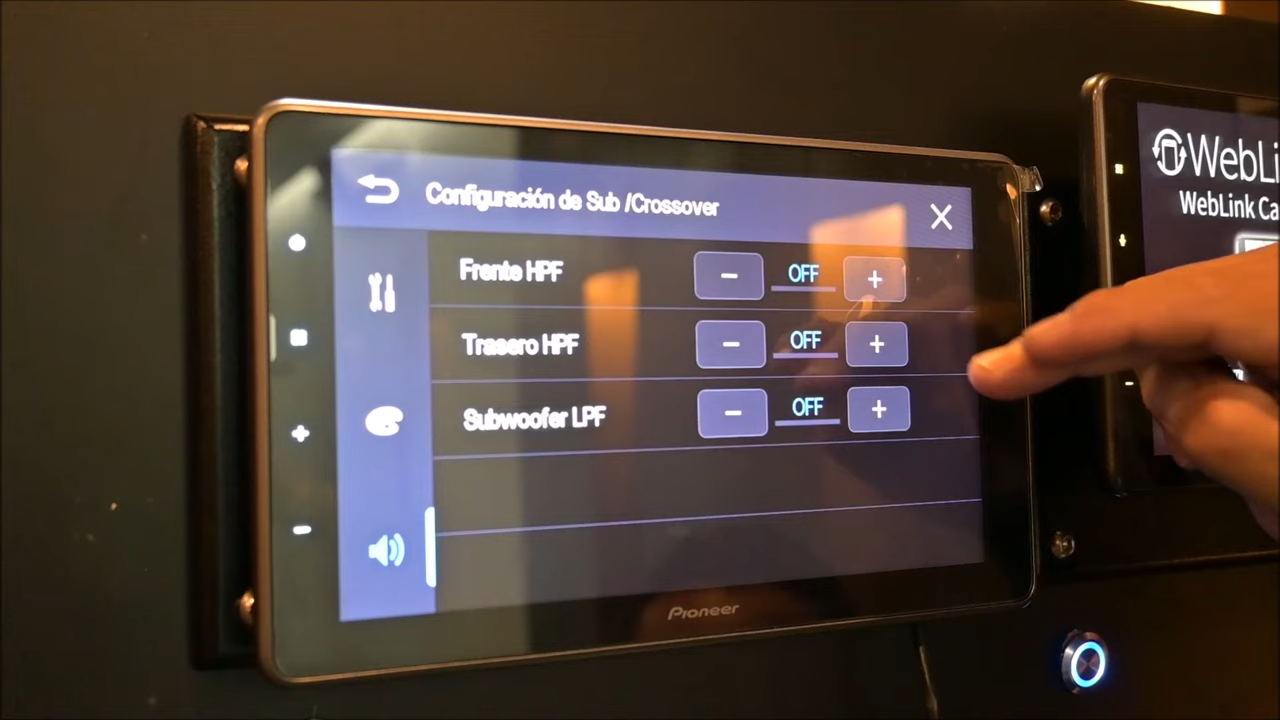 Configuración de Sub /Crossover
Frente HPF
− OFF +
Trasero HPF
− OFF +
Subwoofer LPF
− OFF +
Pioneer
WebLi
WebLink Ca